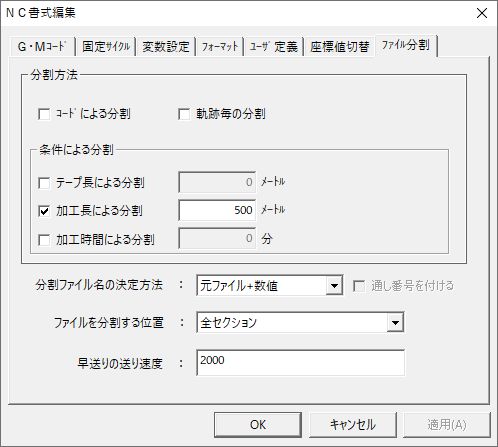 ＮＣ書式編集
Ｇ・Ｍｺｰﾄﾞ 固定ｻｲｸﾙ 変数設定 ﾌｫｰﾏｯﾄ ﾕｰｻﾞ定義 座標値切替 ﾌｧｲﾙ分割
分割方法
ｺｰﾄﾞによる分割 軌跡毎の分割
条件による分割
テープ長による分割 0 ﾒｰﾄﾙ
加工長による分割 500 ﾒｰﾄﾙ
加工時間による分割 0 分
分割ファイル名の決定方法 ： 元ファイル+数値 通し番号を付ける
ファイルを分割する位置 ： 全セクション
早送りの送り速度 ： 2000
OK キャンセル 適用(A)